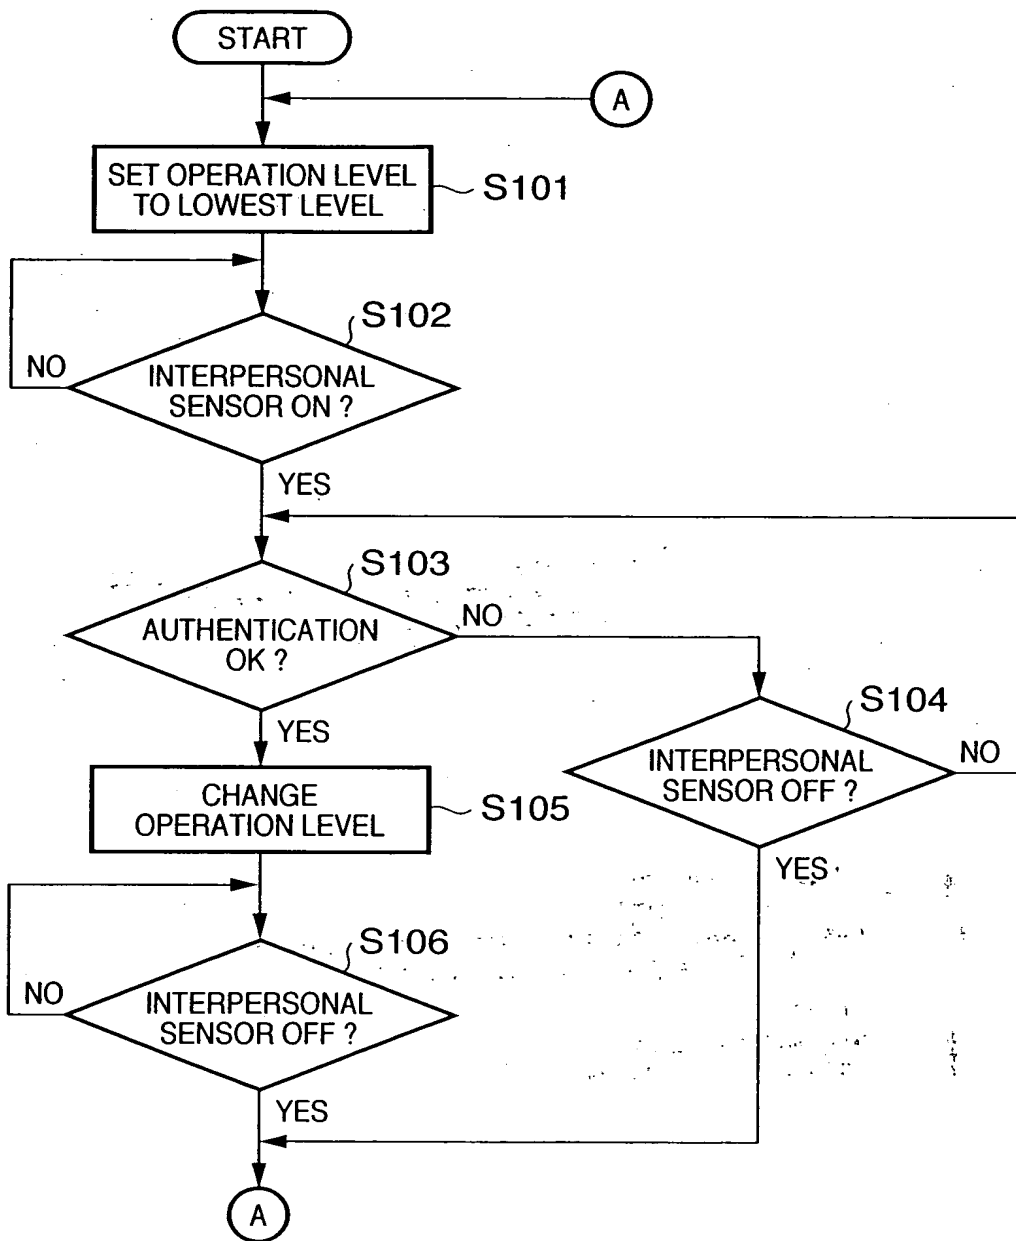 START
A
SET OPERATION LEVEL
TO LOWEST LEVEL
S101
S102
NO
INTERPERSONAL
SENSOR ON ?
YES
S103
NO
AUTHENTICATION
OK ?
YES
S104
NO
INTERPERSONAL
SENSOR OFF ?
YES
CHANGE
OPERATION LEVEL
S105
S106
NO
INTERPERSONAL
SENSOR OFF ?
YES
A